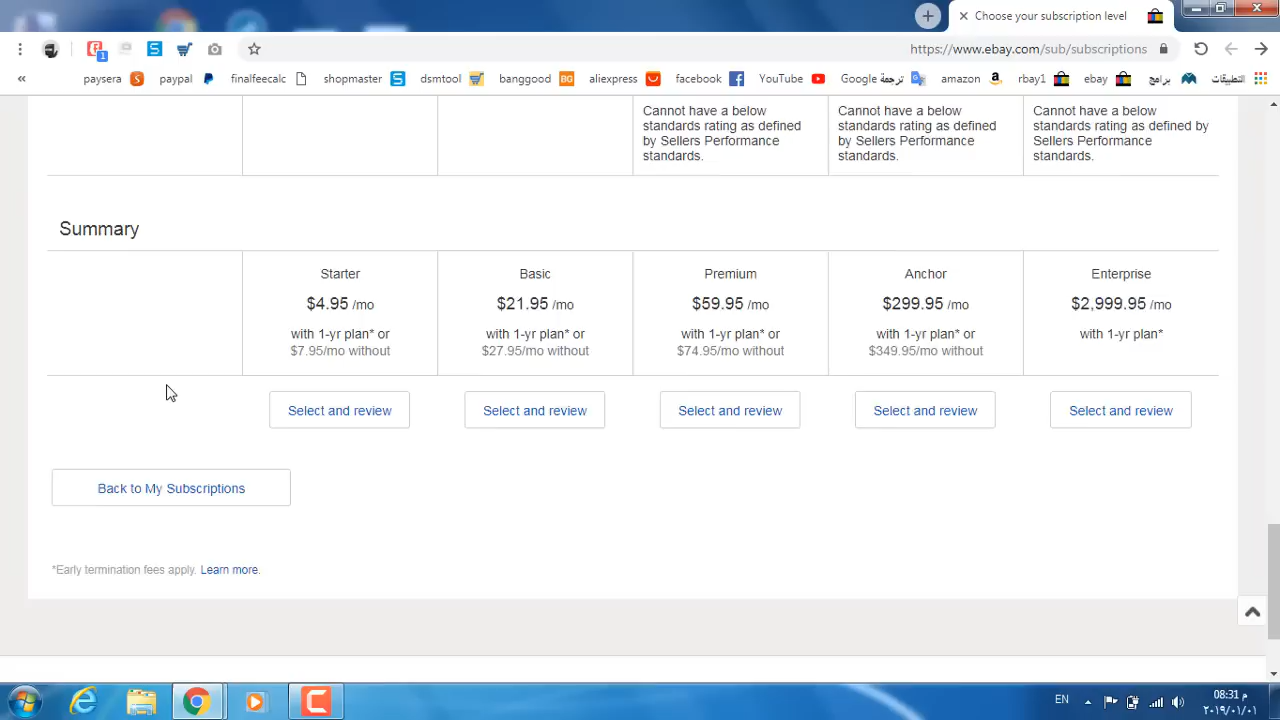 Choose your subscription level
https://www.ebay.com/sub/subscriptions
1
«
paysera
paypal
finalfeecalc
shopmaster
dsmtool
banggood
aliexpress
facebook
YouTube
ترجمة Google
amazon
rbay1
ebay
برامج
التطبيقات
Cannot have a below
standards rating as defined
by Sellers Performance
standards.
Cannot have a below
standards rating as defined
by Sellers Performance
standards.
Cannot have a below
standards rating as defined by
Sellers Performance
standards.
Summary
Starter
$4.95 /mo
with 1-yr plan* or
$7.95/mo without
Select and review
Basic
$21.95 /mo
with 1-yr plan* or
$27.95/mo without
Select and review
Premium
$59.95 /mo
with 1-yr plan* or
$74.95/mo without
Select and review
Anchor
$299.95 /mo
with 1-yr plan* or
$349.95/mo without
Select and review
Enterprise
$2,999.95 /mo
with 1-yr plan*
Select and review
Back to My Subscriptions
*Early termination fees apply. Learn more.
EN
08:31 م
٢٠١٩/٠١/٠١